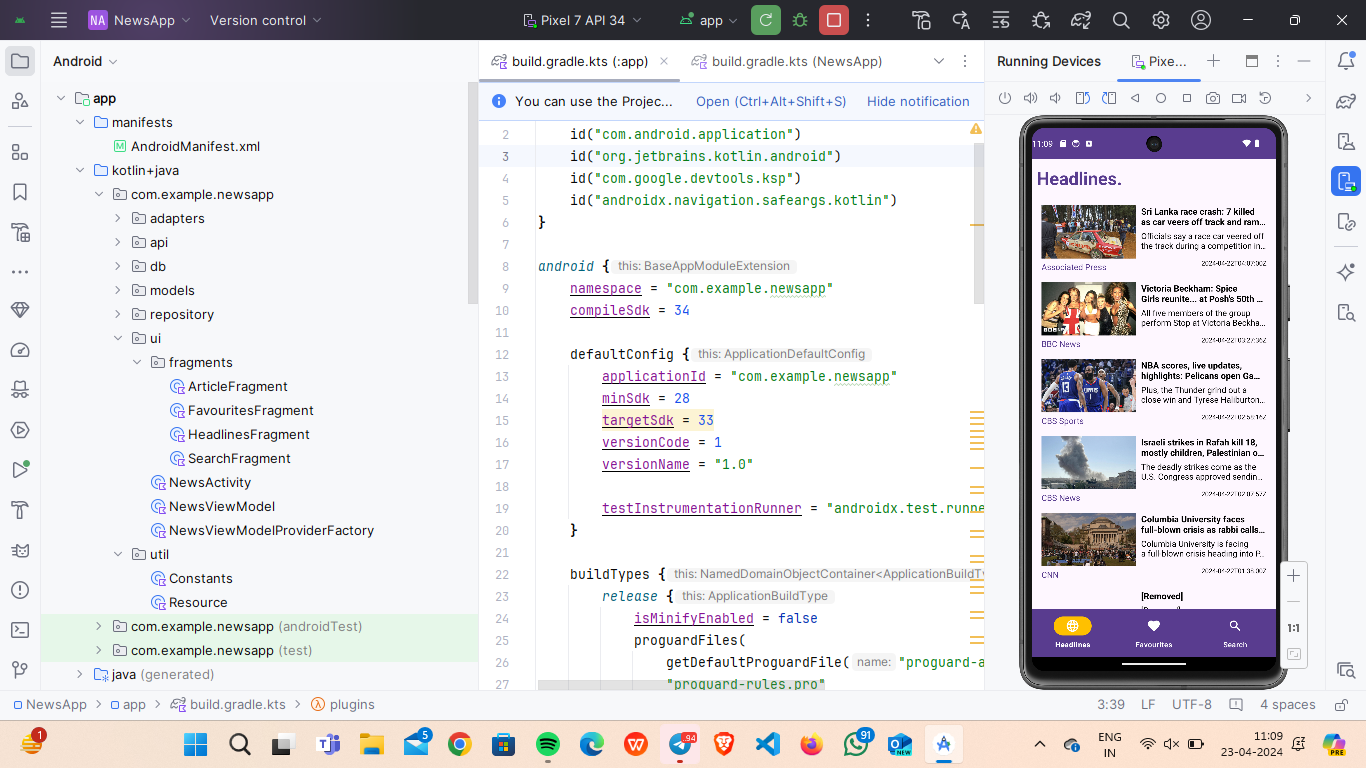 NA NewsApp Version control Pixel 7 API 34 app
Android
app
manifests
AndroidManifest.xml
kotlin+java
com.example.newsapp
adapters
api
db
models
repository
ui
fragments
ArticleFragment
FavouritesFragment
HeadlinesFragment
SearchFragment
NewsActivity
NewsViewModel
NewsViewModelProviderFactory
util
Constants
Resource
com.example.newsapp (androidTest)
com.example.newsapp (test)
java (generated)
build.gradle.kts (:app) build.gradle.kts (NewsApp)
You can use the Projec... Open (Ctrl+Alt+Shift+S) Hide notification
2 id("com.android.application")
3 id("org.jetbrains.kotlin.android")
4 id("com.google.devtools.ksp")
5 id("androidx.navigation.safeargs.kotlin")
6 }
7
8 android { this: BaseAppModuleExtension
9 namespace = "com.example.newsapp"
10 compileSdk = 34
11
12 defaultConfig { this: ApplicationDefaultConfig
13 applicationId = "com.example.newsapp"
14 minSdk = 28
15 targetSdk = 33
16 versionCode = 1
17 versionName = "1.0"
18
19 testInstrumentationRunner = "androidx.test.runne
20 }
21
22 buildTypes { this: NamedDomainObjectContainer<ApplicationBuildTy
23 release { this: ApplicationBuildType
24 isMinifyEnabled = false
25 proguardFiles(
26 getDefaultProguardFile( name: "proguard-a
27 "proguard-rules.pro"
Running Devices Pixe...
11:09
Headlines.
Sri Lanka race crash: 7 killed
as car veers off track and ram...
Officials say a race car veered off
the track during a competition in...
Associated Press 2024-04-22T04:07:00Z
Victoria Beckham: Spice
Girls reunite... at Posh's 50th ...
All five members of the group
perform Stop at Victoria Beckha...
BBC News 2024-04-22T03:27:36Z
NBA scores, live updates,
highlights: Pelicans open Ga...
Plus, the Thunder grind out a
close win and Tyrese Haliburton...
CBS Sports 2024-04-22T02:58:16Z
Israeli strikes in Rafah kill 18,
mostly children, Palestinian o...
The deadly strikes come as the
U.S. Congress approved sendin...
CBS News 2024-04-22T02:07:57Z
Columbia University faces
full-blown crisis as rabbi calls...
Columbia University is facing
a full blown crisis heading into P...
CNN 2024-04-22T01:38:00Z
[Removed]
Headlines Favourites Search
1:1
NewsApp app build.gradle.kts plugins
3:39 LF UTF-8 4 spaces
1 5 94 91 NEW
ENG
IN
11:09
23-04-2024
PRE